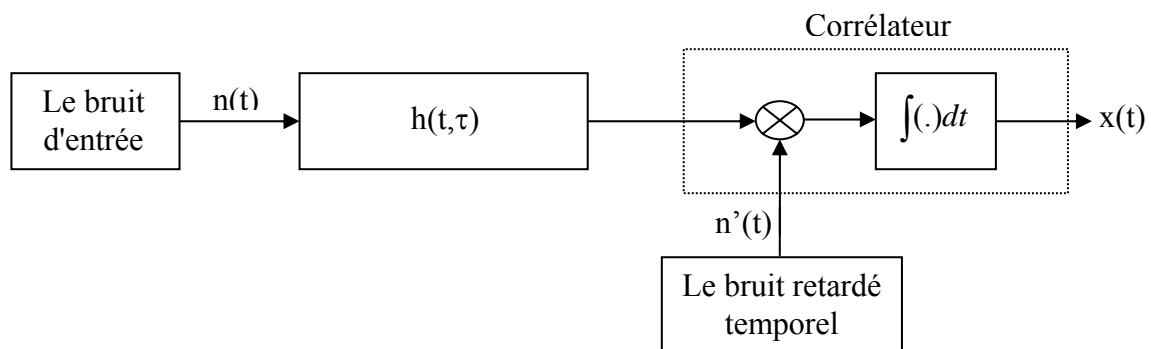 Corrélateur
Le bruit
d'entrée
n(t)
h(t,τ)
∫(.)dt
x(t)
n’(t)
Le bruit retardé
temporel